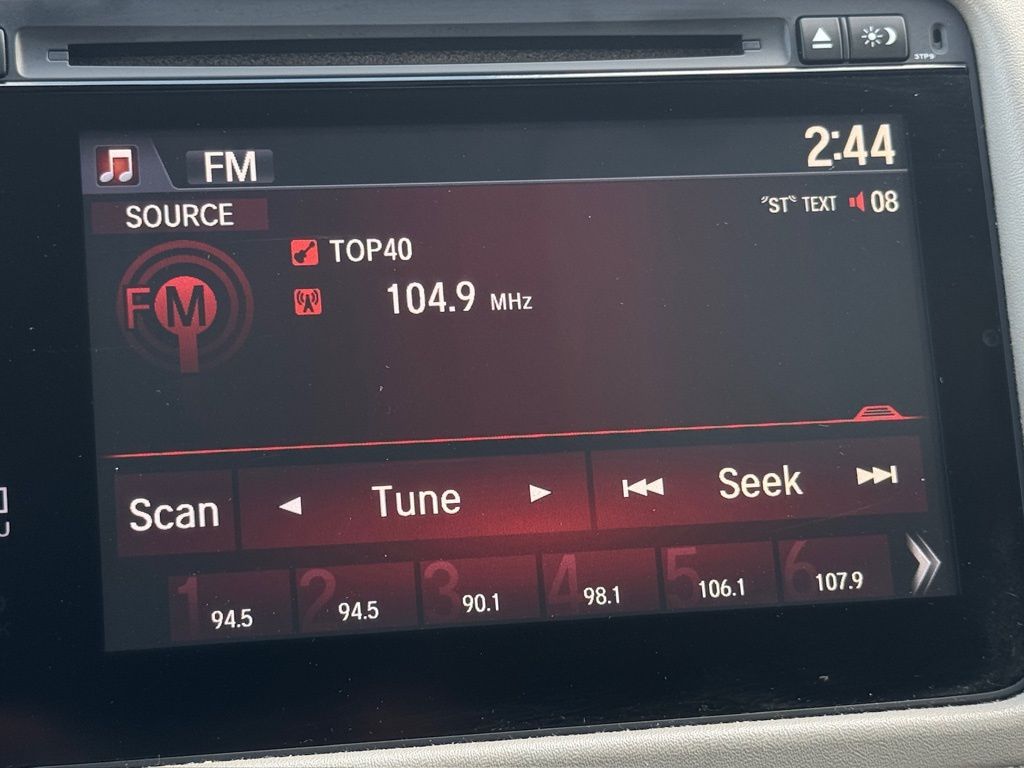 FM
2:44
SOURCE
"ST" TEXT 08
TOP40
FM
104.9 MHz
Scan
Tune
Seek
1 94.5
2 94.5
3 90.1
4 98.1
5 106.1
6 107.9